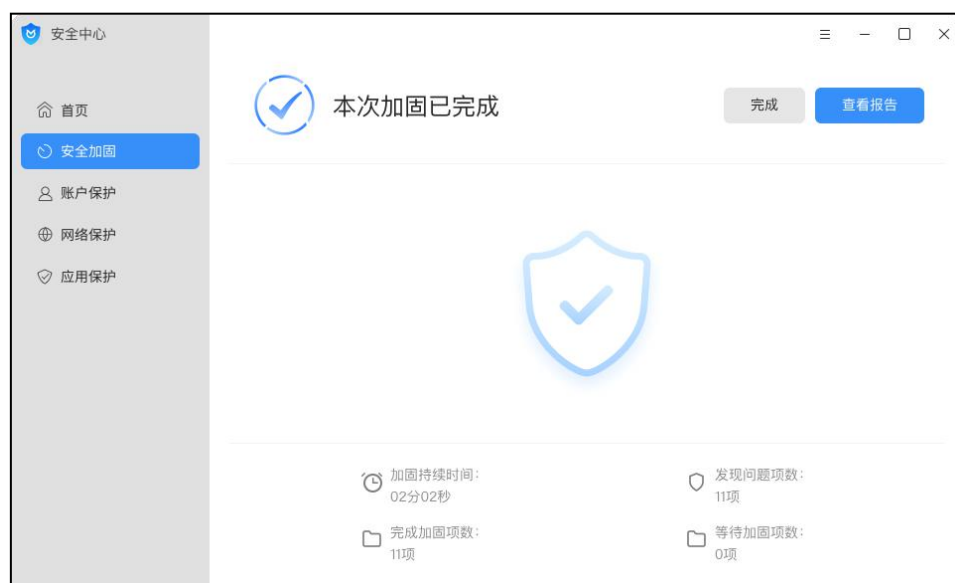 安全中心
首页
安全加固
账户保护
网络保护
应用保护
本次加固已完成
完成
查看报告
加固持续时间:
02分02秒
发现问题项数:
11项
完成加固项数:
11项
等待加固项数:
0项